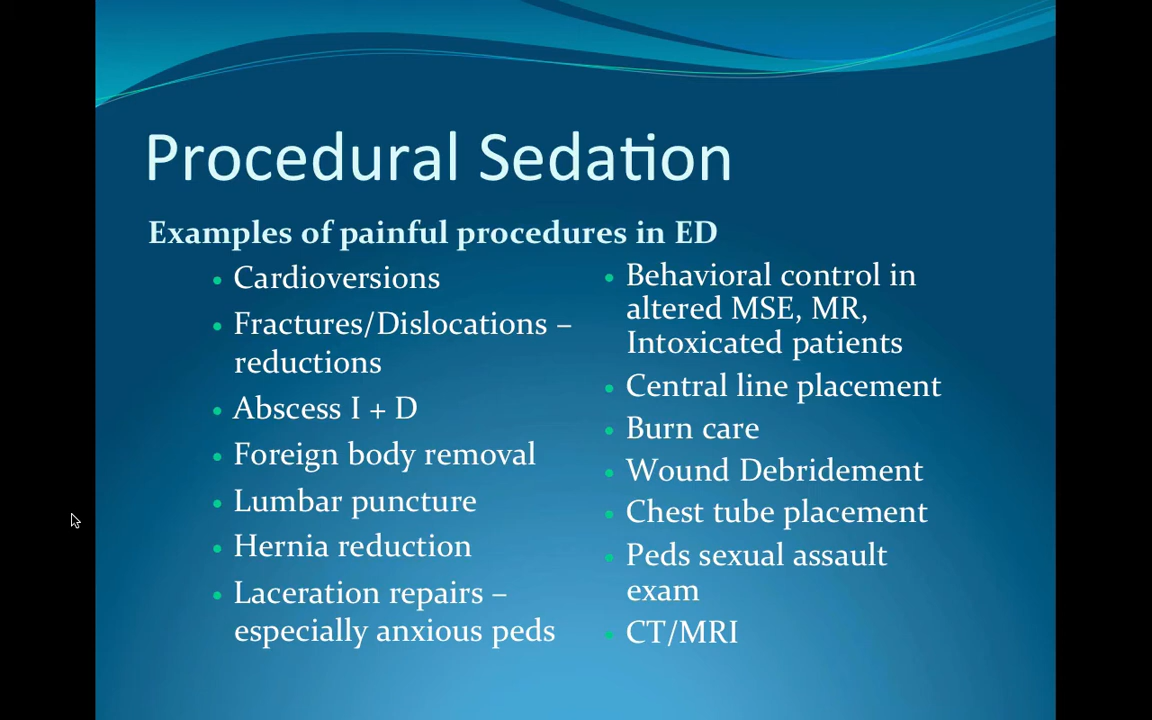 Procedural Sedation
Examples of painful procedures in ED
• Cardioversions
• Fractures/Dislocations –
reductions
• Abscess I + D
• Foreign body removal
• Lumbar puncture
• Hernia reduction
• Laceration repairs –
especially anxious peds
• Behavioral control in
altered MSE, MR,
Intoxicated patients
• Central line placement
• Burn care
• Wound Debridement
• Chest tube placement
• Peds sexual assault
exam
• CT/MRI